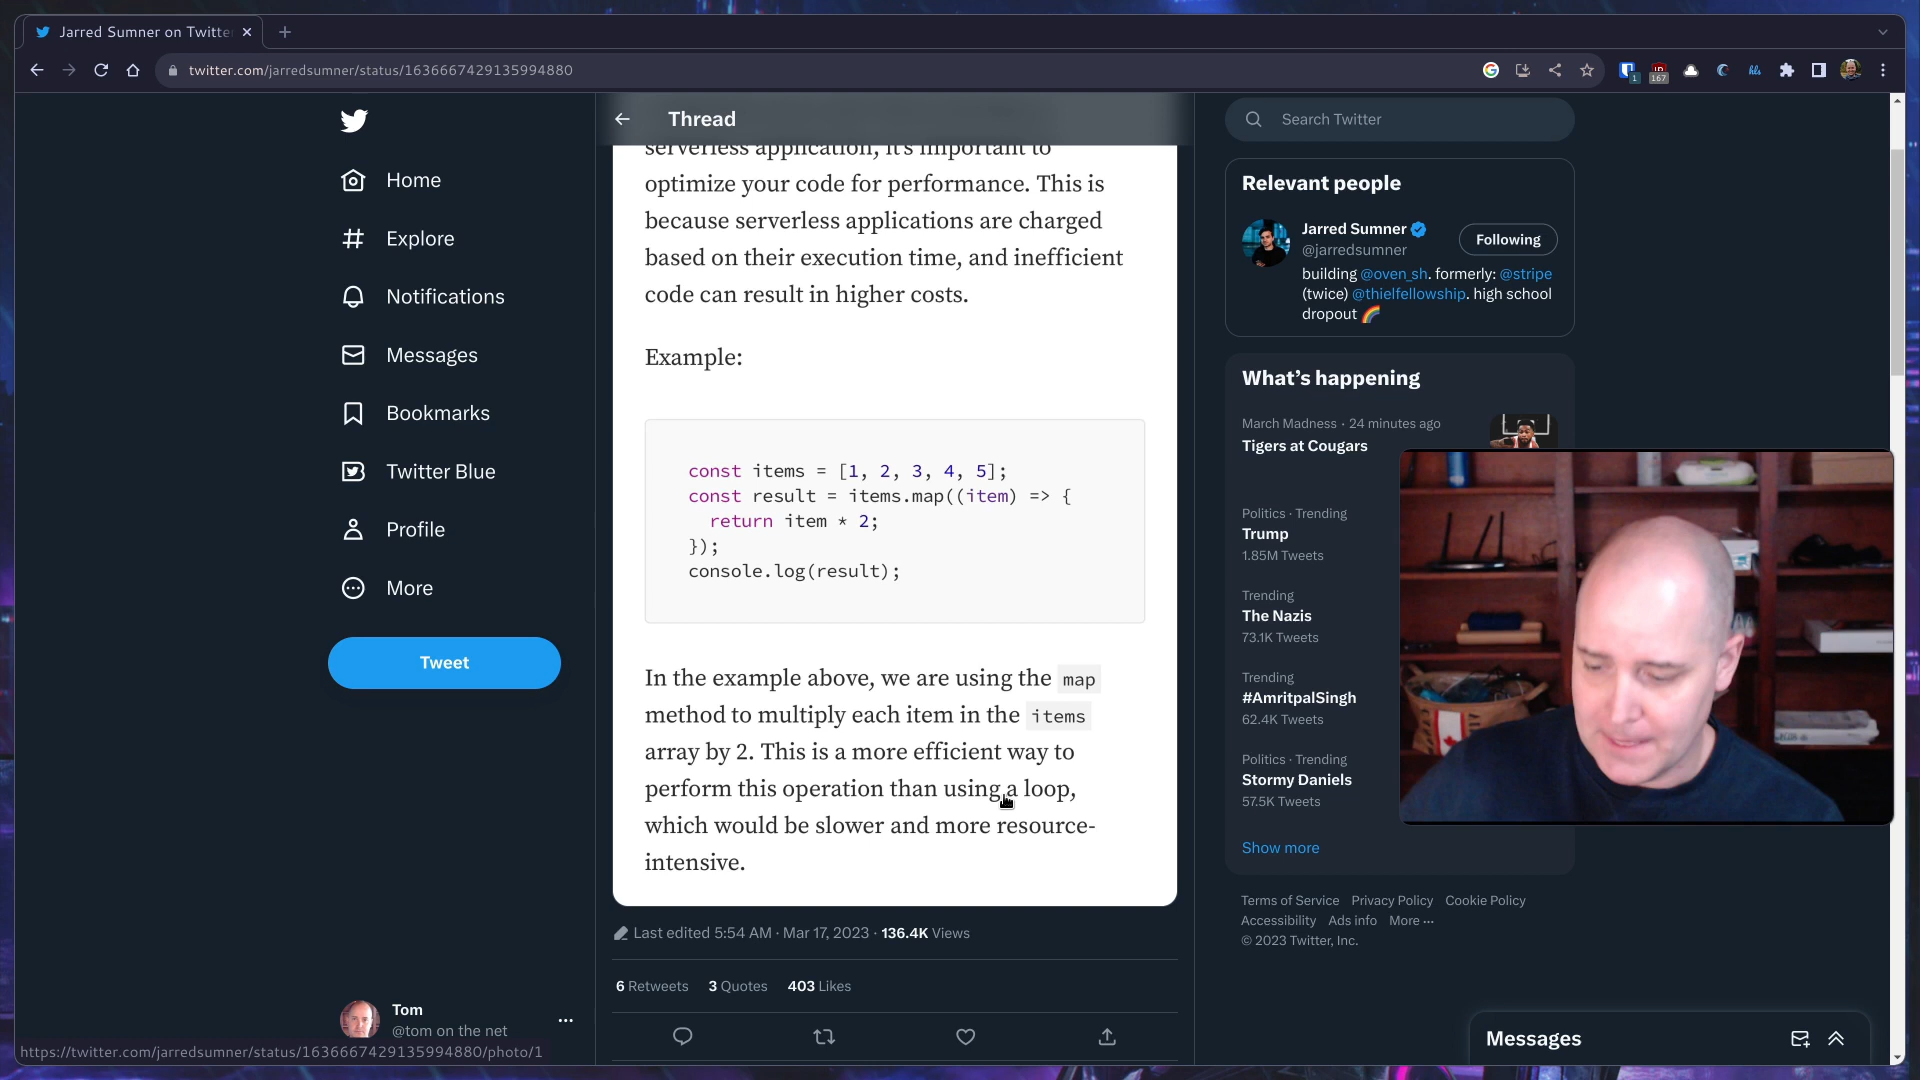 Jarred Sumner on Twitte
twitter.com/jarredsumner/status/1636667429135994880
1
167
hls
Home
Explore
Notifications
Messages
Bookmarks
Twitter Blue
Profile
More
Tweet
Tom
@tom on the net
https://twitter.com/jarredsumner/status/1636667429135994880/photo/1
Thread
serverless application, it's important to
optimize your code for performance. This is
because serverless applications are charged
based on their execution time, and inefficient
code can result in higher costs.
Example:
const items = [1, 2, 3, 4, 5];
const result = items.map((item) => {
return item * 2;
});
console.log(result);
In the example above, we are using the map
method to multiply each item in the items
array by 2. This is a more efficient way to
perform this operation than using a loop,
which would be slower and more resource-
intensive.
Last edited 5:54 AM · Mar 17, 2023 · 136.4K Views
6 Retweets 3 Quotes 403 Likes
Search Twitter
Relevant people
Jarred Sumner
@jarredsumner
Following
building @oven_sh. formerly: @stripe
(twice) @thielfellowship. high school
dropout 🌈
What's happening
March Madness · 24 minutes ago
Tigers at Cougars
Politics · Trending
Trump
1.85M Tweets
Trending
The Nazis
73.1K Tweets
Trending
#AmritpalSingh
62.4K Tweets
Politics · Trending
Stormy Daniels
57.5K Tweets
Show more
Terms of Service Privacy Policy Cookie Policy
Accessibility Ads info More ···
© 2023 Twitter, Inc.
Messages